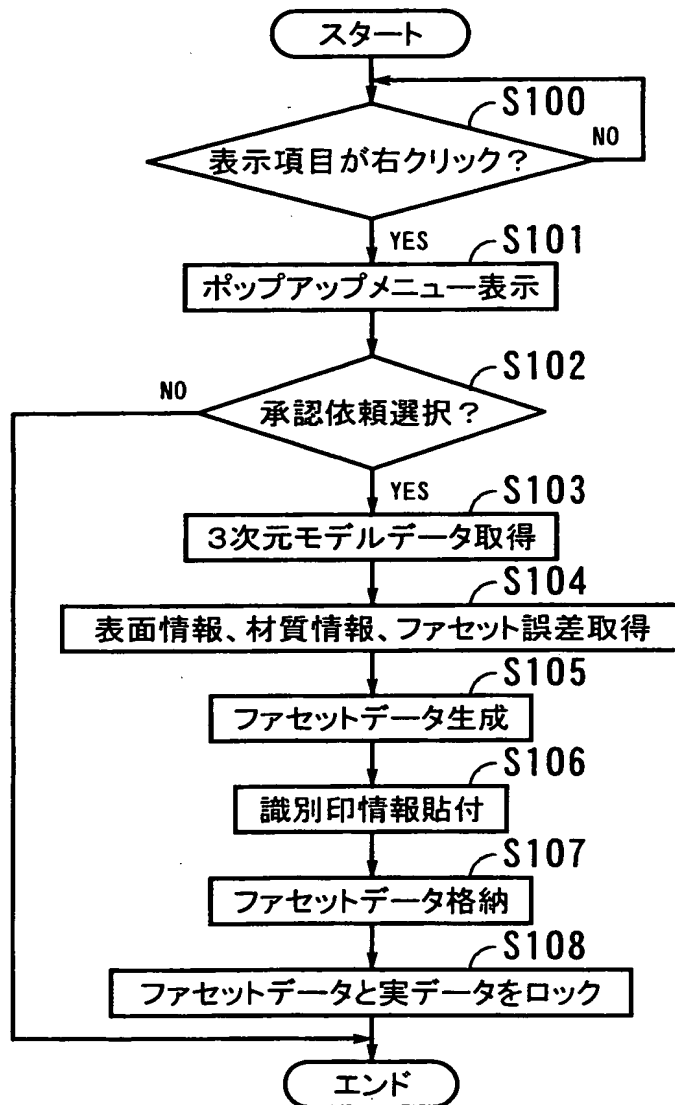 スタート
S100
表示項目が右クリック?
NO
YES
S101
ポップアップメニュー表示
S102
NO
承認依頼選択?
YES
S103
3次元モデルデータ取得
S104
表面情報、材質情報、ファセット誤差取得
S105
ファセットデータ生成
S106
識別印情報貼付
S107
ファセットデータ格納
S108
ファセットデータと実データをロック
エンド